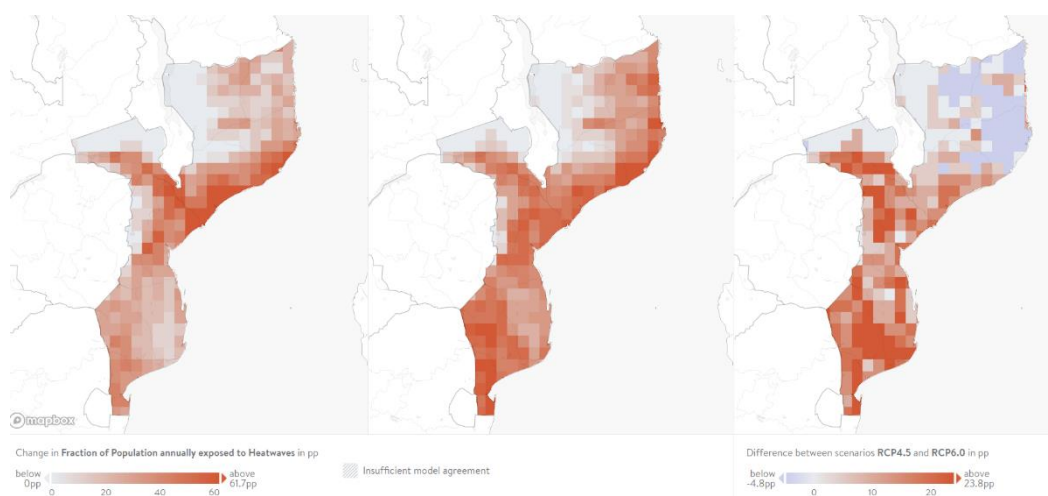 mapbox
Change in Fraction of Population annually exposed to Heatwaves in pp
below
0pp
0
20
40
60
above
61.7pp
Insufficient model agreement
Difference between scenarios RCP4.5 and RCP6.0 in pp
below
-4.8pp
0
10
20
above
23.8pp